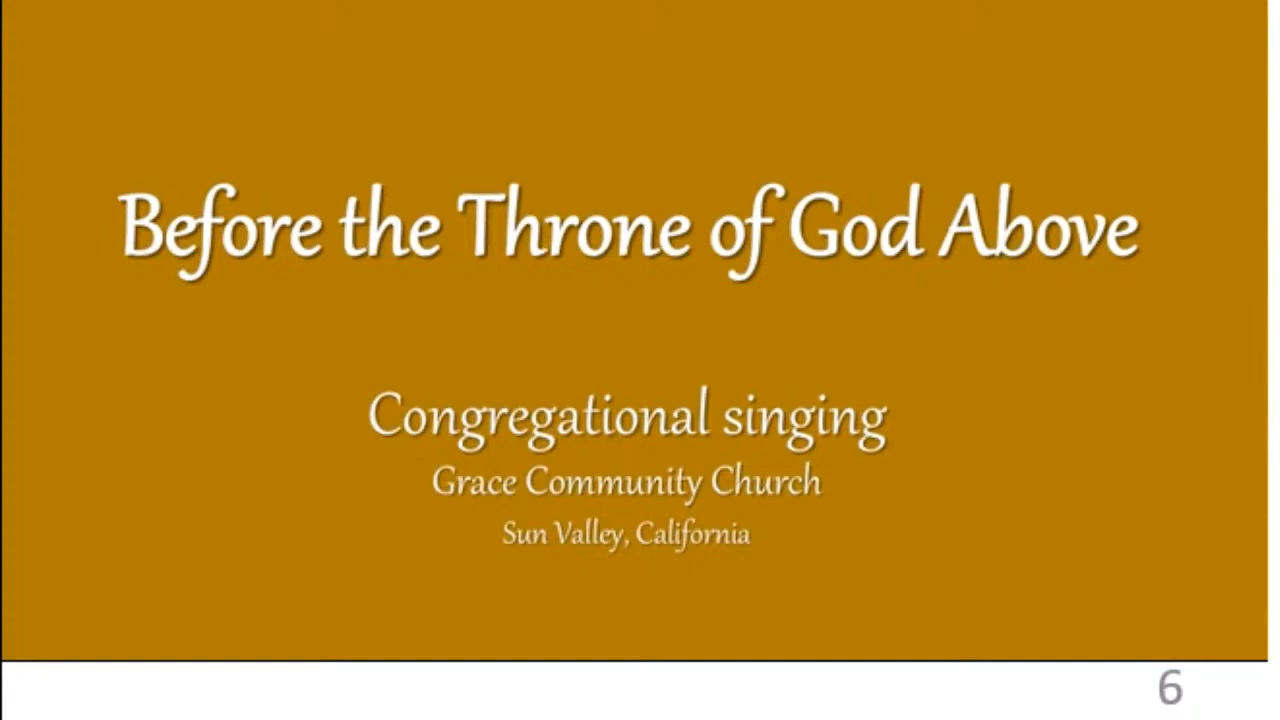 Before the Throne of God Above
Congregational singing
Grace Community Church
Sun Valley, California
6